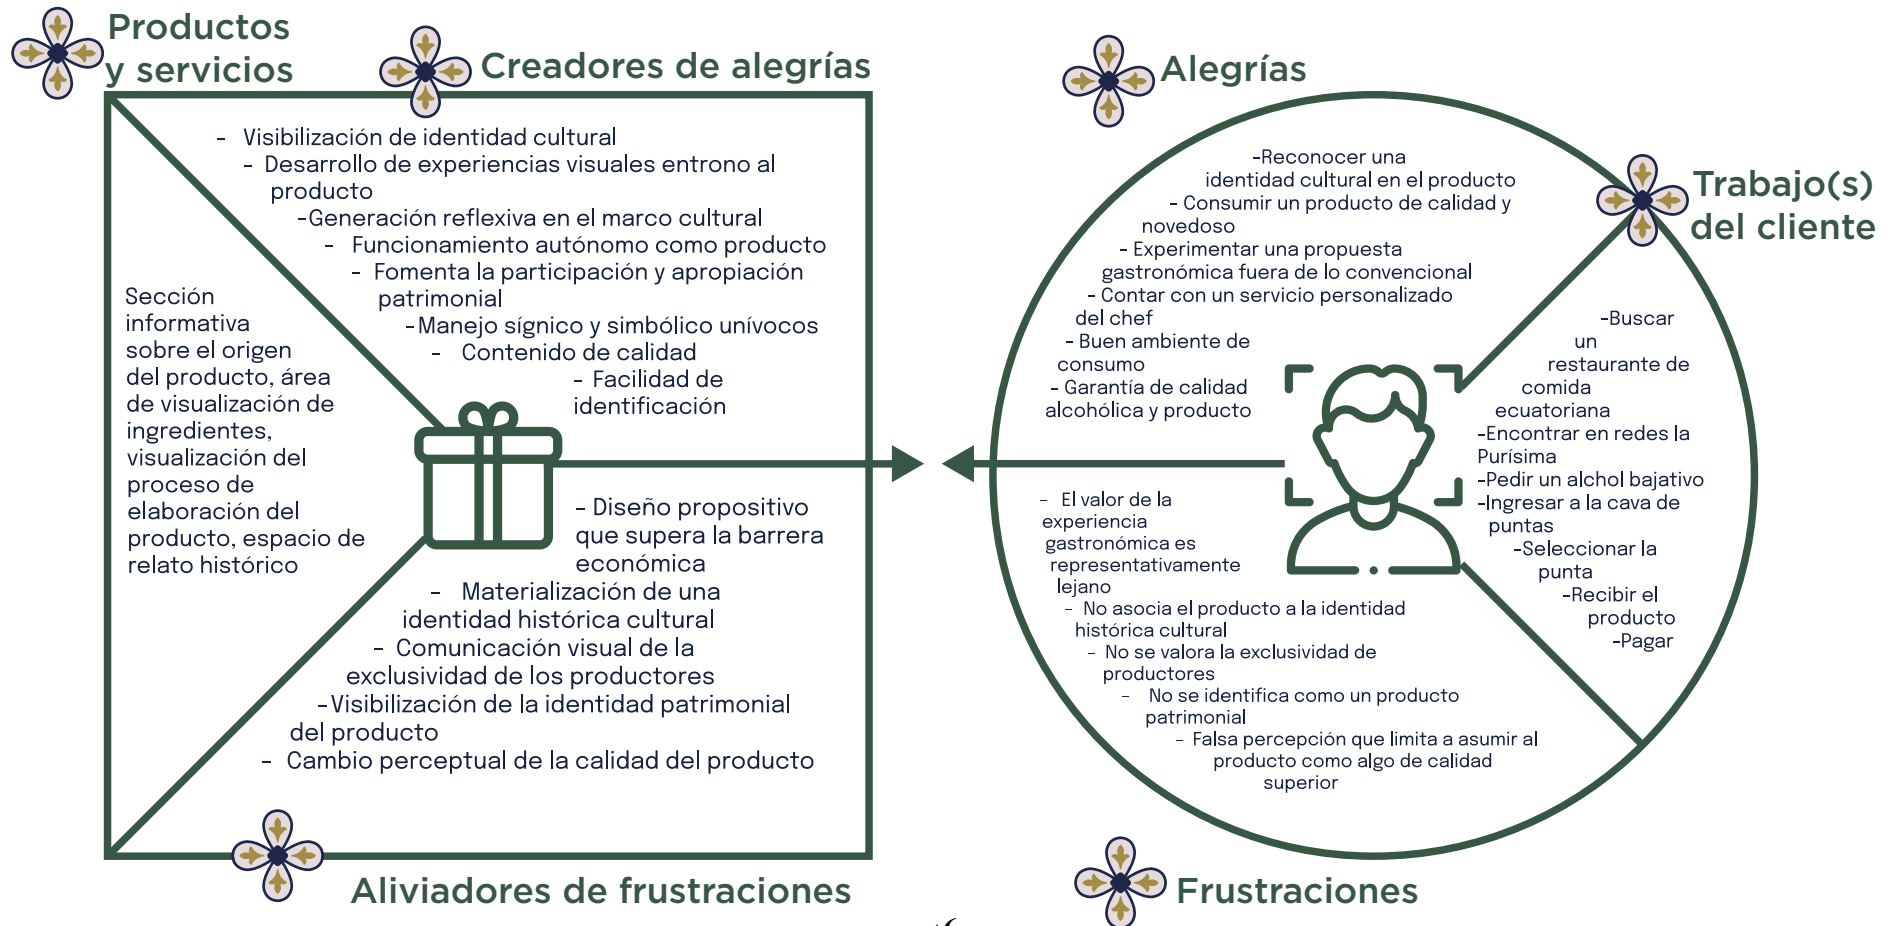 Productos
y servicios
Creadores de alegrías
- Visibilización de identidad cultural
- Desarrollo de experiencias visuales entrono al
producto
-Generación reflexiva en el marco cultural
- Funcionamiento autónomo como producto
- Fomenta la participación y apropiación
patrimonial
-Manejo sígnico y simbólico unívocos
- Contenido de calidad
- Facilidad de
identificación
Sección
informativa
sobre el origen
del producto, área
de visualización de
ingredientes,
visualización del
proceso de
elaboración del
producto, espacio de
relato histórico
- Diseño propositivo
que supera la barrera
económica
- Materialización de una
identidad histórica cultural
- Comunicación visual de la
exclusividad de los productores
-Visibilización de la identidad patrimonial
del producto
- Cambio perceptual de la calidad del producto
Aliviadores de frustraciones
Alegrías
-Reconocer una
identidad cultural en el producto
- Consumir un producto de calidad y
novedoso
- Experimentar una propuesta
gastronómica fuera de lo convencional
- Contar con un servicio personalizado
del chef
- Buen ambiente de
consumo
- Garantía de calidad
alcohólica y producto
Trabajo(s)
del cliente
-Buscar
un
restaurante de
comida
ecuatoriana
-Encontrar en redes la
Purísima
-Pedir un alchol bajativo
-Ingresar a la cava de
puntas
-Seleccionar la
punta
-Recibir el
producto
-Pagar
- El valor de la
experiencia
gastronómica es
representativamente
lejano
- No asocia el producto a la identidad
histórica cultural
- No se valora la exclusividad de
productores
- No se identifica como un producto
patrimonial
- Falsa percepción que limita a asumir al
producto como algo de calidad
superior
Frustraciones